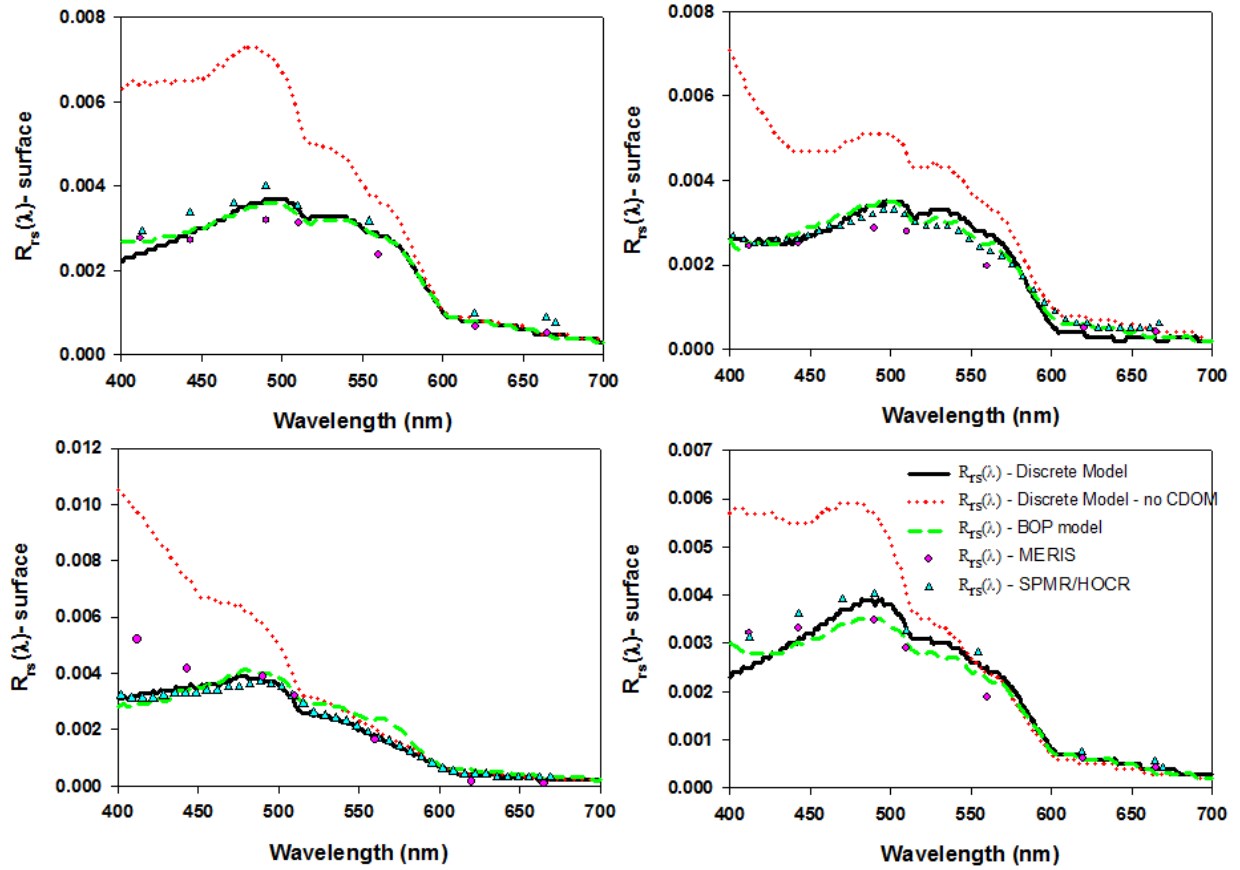 0.008
0.006
0.004
0.002
0.000
Rrs(λ)- surface
400 450 500 550 600 650 700
Wavelength (nm)
0.008
0.006
0.004
0.002
0.000
Rrs(λ)- surface
400 450 500 550 600 650 700
Wavelength (nm)
0.012
0.010
0.008
0.006
0.004
0.002
0.000
Rrs(λ)- surface
400 450 500 550 600 650 700
Wavelength (nm)
0.007
0.006
0.005
0.004
0.003
0.002
0.001
0.000
Rrs(λ)- surface
Rrs(λ) - Discrete Model
Rrs(λ) - Discrete Model - no CDOM
Rrs(λ) - BOP model
Rrs(λ) - MERIS
Rrs(λ) - SPMR/HOCR
400 450 500 550 600 650 700
Wavelength (nm)